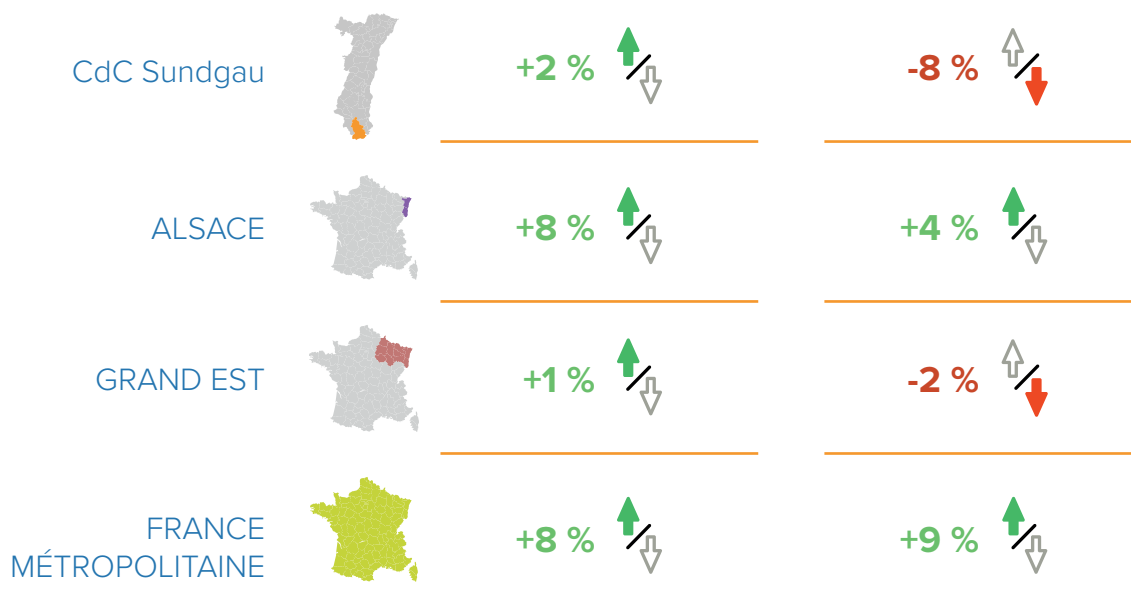 CdC Sundgau +2 % -8 %
ALSACE +8 % +4 %
GRAND EST +1 % -2 %
FRANCE
MÉTROPOLITAINE +8 % +9 %